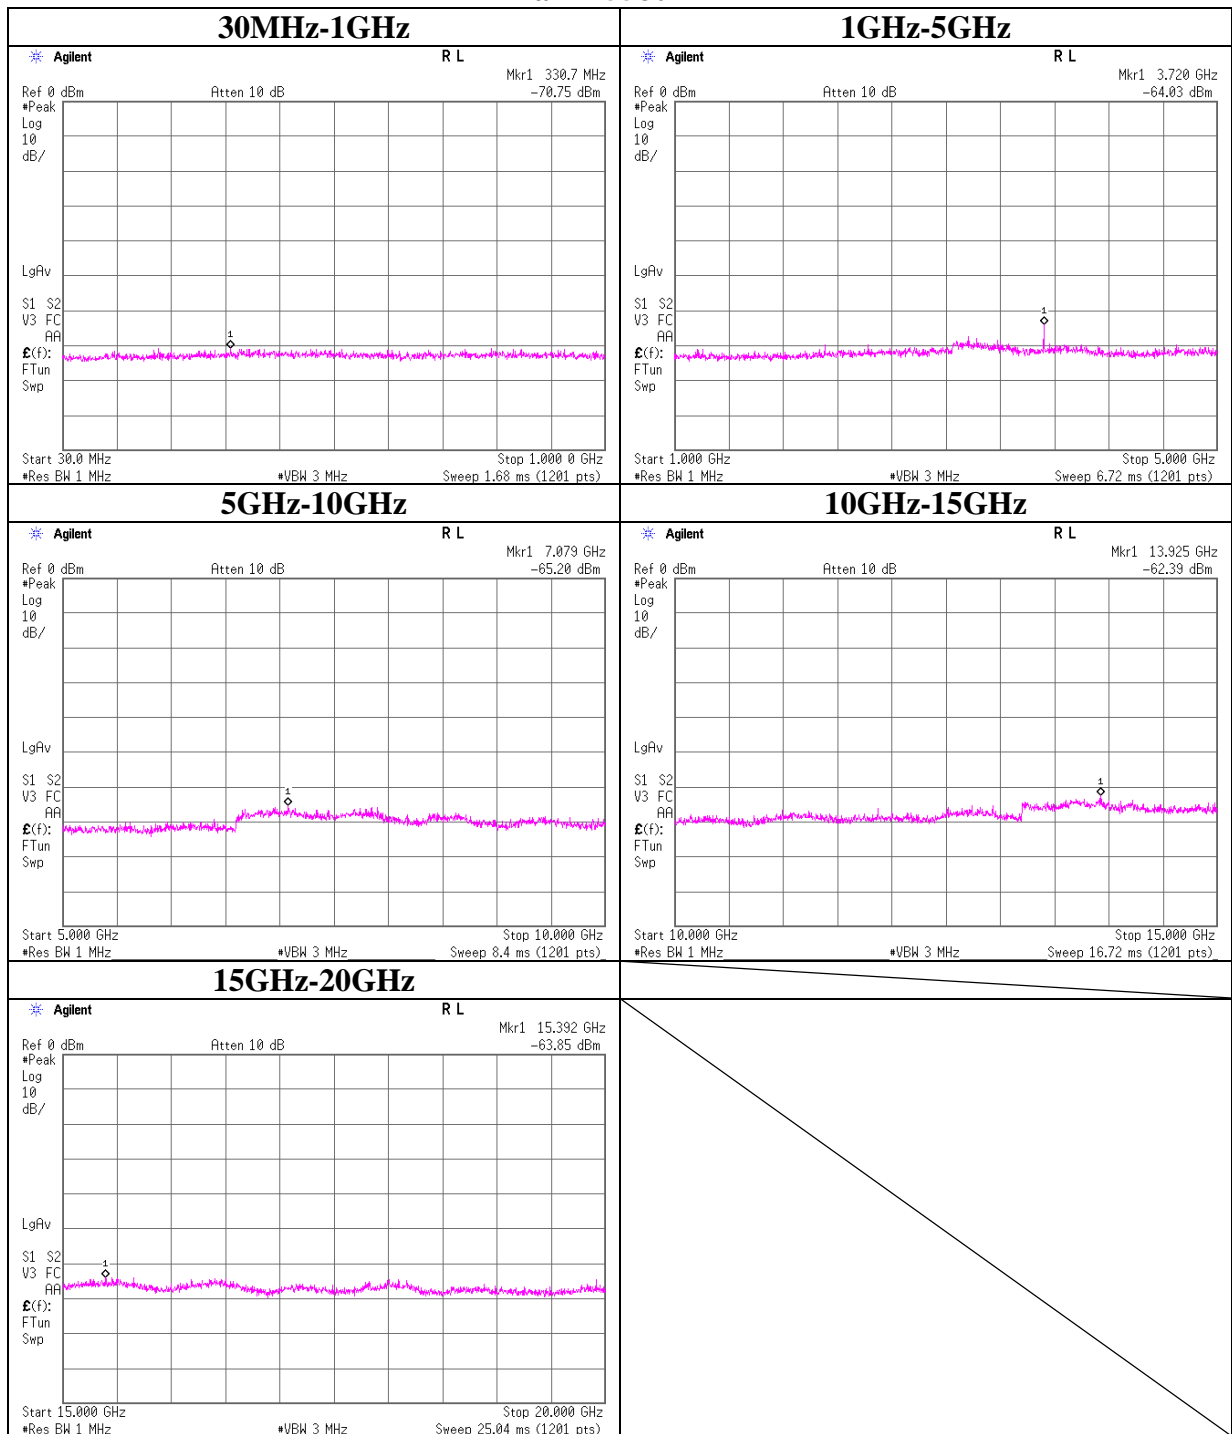 30MHz-1GHz
Agilent R L
Mkr1 330.7 MHz
Ref 0 dBm Atten 10 dB -70.75 dBm
#Peak
Log
10
dB/
LgAv
S1 S2
V3 FC
AA
£(f):
FTun
Swp
1
Start 30.0 MHz Stop 1.000 0 GHz
#Res BW 1 MHz #VBW 3 MHz Sweep 1.68 ms (1201 pts)
1GHz-5GHz
Agilent R L
Mkr1 3.720 GHz
Ref 0 dBm Atten 10 dB -64.03 dBm
#Peak
Log
10
dB/
LgAv
S1 S2
V3 FC
AA
£(f):
FTun
Swp
1
Start 1.000 GHz Stop 5.000 GHz
#Res BW 1 MHz #VBW 3 MHz Sweep 6.72 ms (1201 pts)
5GHz-10GHz
Agilent R L
Mkr1 7.079 GHz
Ref 0 dBm Atten 10 dB -65.20 dBm
#Peak
Log
10
dB/
LgAv
S1 S2
V3 FC
AA
£(f):
FTun
Swp
1
Start 5.000 GHz Stop 10.000 GHz
#Res BW 1 MHz #VBW 3 MHz Sweep 8.4 ms (1201 pts)
10GHz-15GHz
Agilent R L
Mkr1 13.925 GHz
Ref 0 dBm Atten 10 dB -62.39 dBm
#Peak
Log
10
dB/
LgAv
S1 S2
V3 FC
AA
£(f):
FTun
Swp
1
Start 10.000 GHz Stop 15.000 GHz
#Res BW 1 MHz #VBW 3 MHz Sweep 16.72 ms (1201 pts)
15GHz-20GHz
Agilent R L
Mkr1 15.392 GHz
Ref 0 dBm Atten 10 dB -63.85 dBm
#Peak
Log
10
dB/
LgAv
S1 S2
V3 FC
AA
£(f):
FTun
Swp
1
Start 15.000 GHz Stop 20.000 GHz
#Res BW 1 MHz #VBW 3 MHz Sweep 25.04 ms (1201 pts)